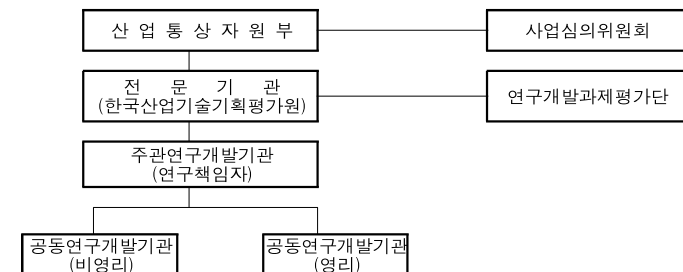 산 업 통 상 자 원 부
사업심의위원회
전 문 기 관
(한국산업기술기획평가원)
연구개발과제평가단
주관연구개발기관
(연구책임자)
공동연구개발기관
(비영리)
공동연구개발기관
(영리)